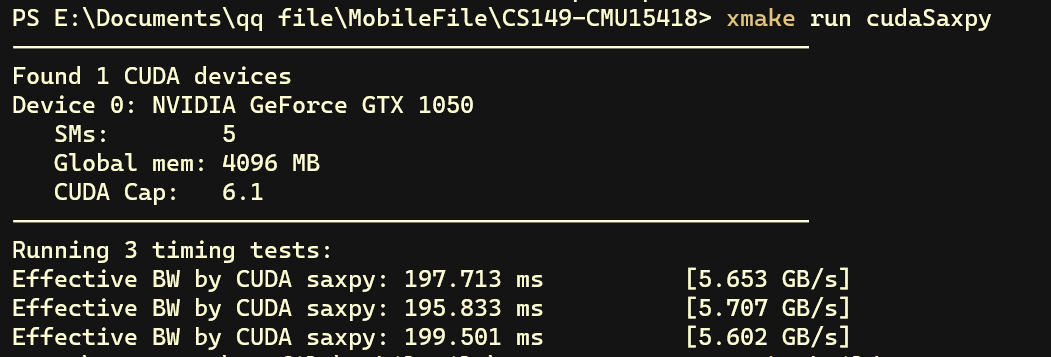 PS E:\Documents\qq file\MobileFile\CS149-CMU15418> xmake run cudaSaxpy
Found 1 CUDA devices
Device 0: NVIDIA GeForce GTX 1050
   SMs:        5
   Global mem: 4096 MB
   CUDA Cap:   6.1
Running 3 timing tests:
Effective BW by CUDA saxpy: 197.713 ms          [5.653 GB/s]
Effective BW by CUDA saxpy: 195.833 ms          [5.707 GB/s]
Effective BW by CUDA saxpy: 199.501 ms          [5.602 GB/s]